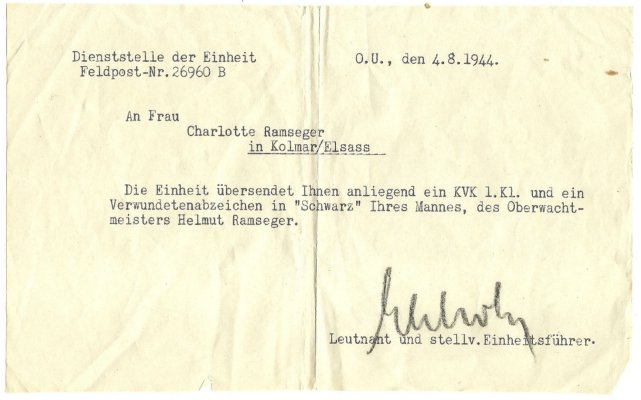 Dienststelle der Einheit
Feldpost-Nr.26960 B
O.U., den 4.8.1944.
An Frau
Charlotte Ramseger
in Kolmar/Elsass
Die Einheit übersendet Ihnen anliegend ein KVK 1.Kl. und ein
Verwundetenabzeichen in "Schwarz" Ihres Mannes, des Oberwacht-
meisters Helmut Ramseger.
Leutnant und stellv.Einheitsführer.